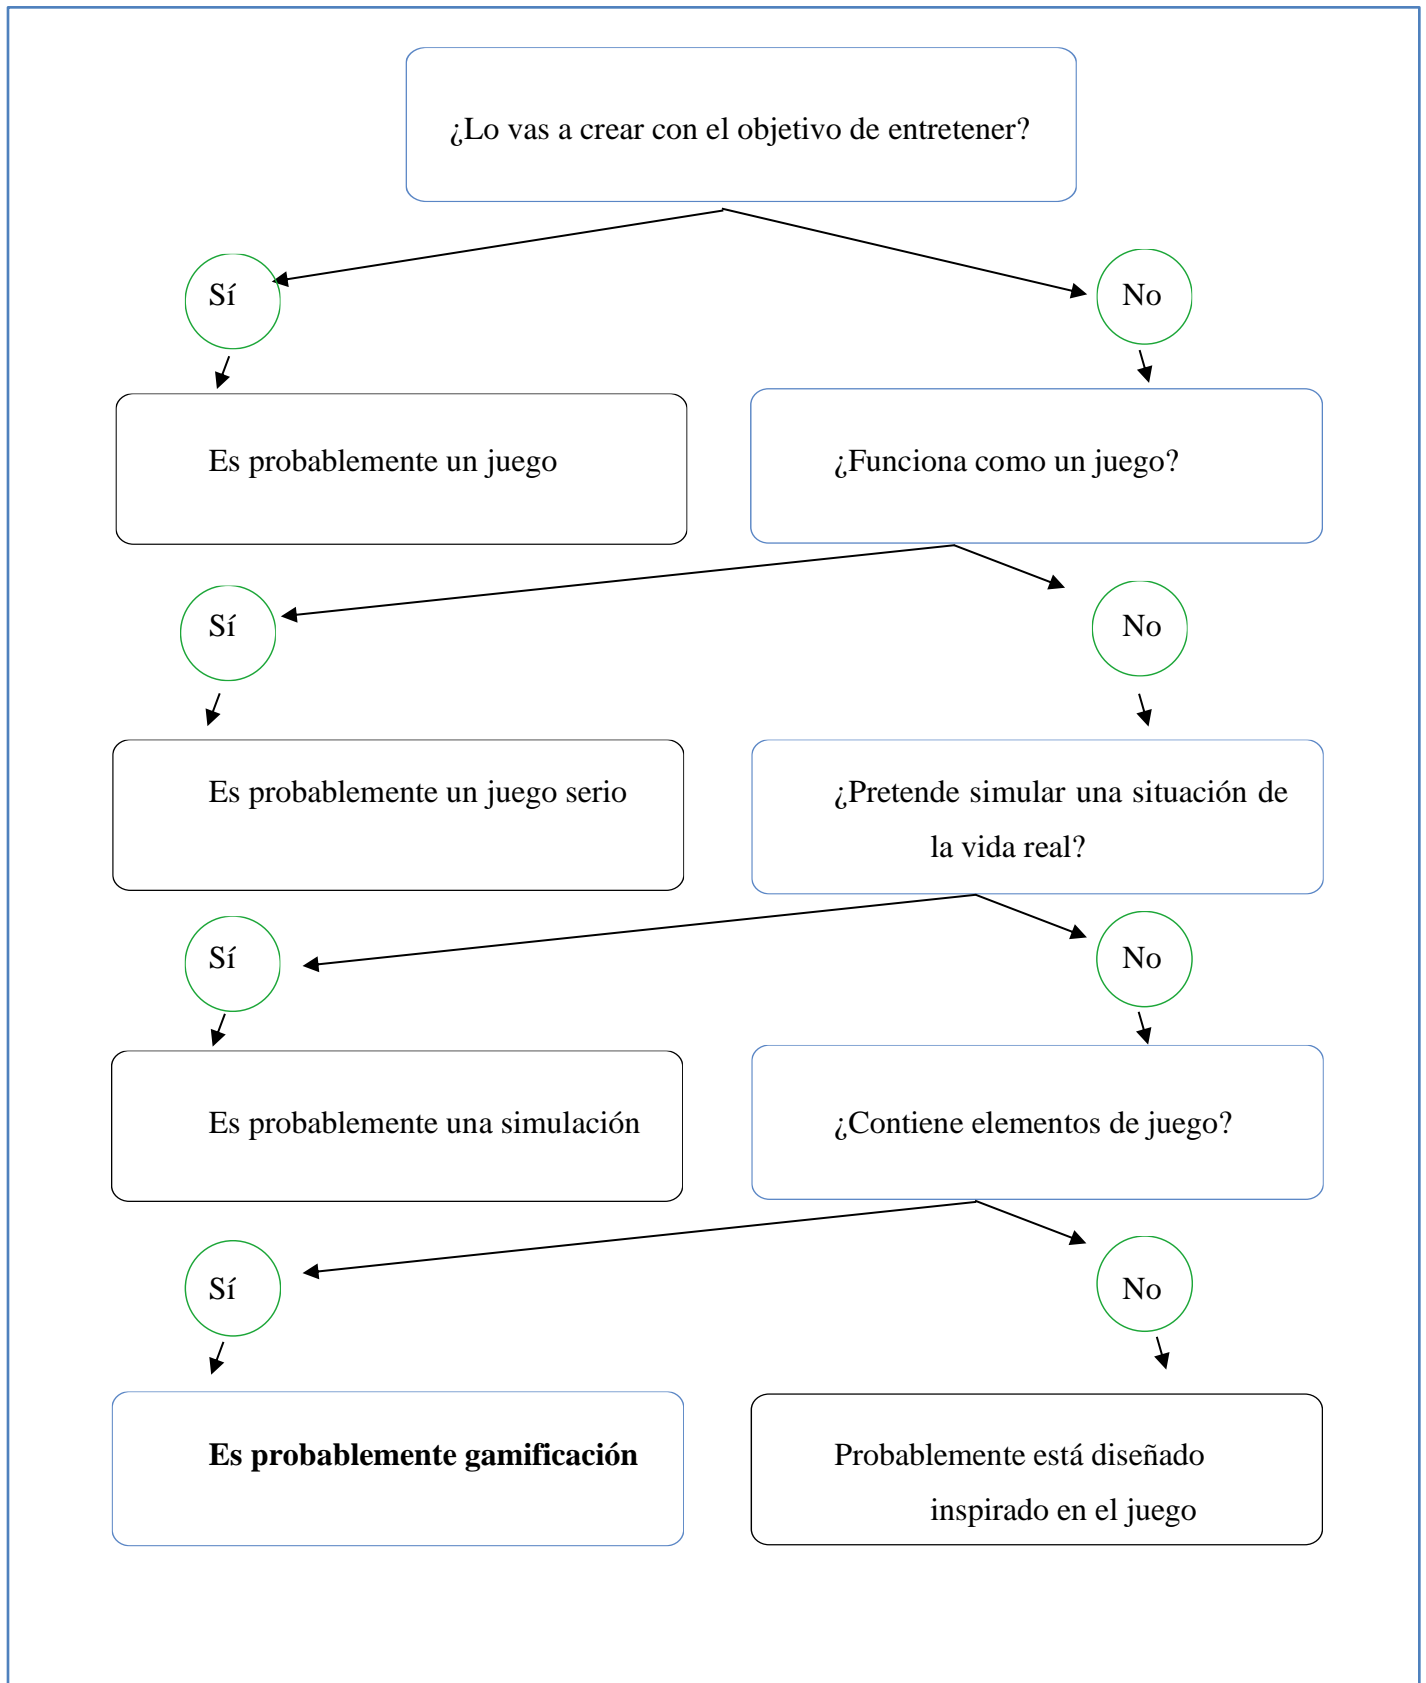 ¿Lo vas a crear con el objetivo de entretener?
Sí
No
Es probablemente un juego
¿Funciona como un juego?
Sí
No
Es probablemente un juego serio
¿Pretende simular una situación de
la vida real?
Sí
No
Es probablemente una simulación
¿Contiene elementos de juego?
Sí
No
Es probablemente gamificación
Probablemente está diseñado
inspirado en el juego